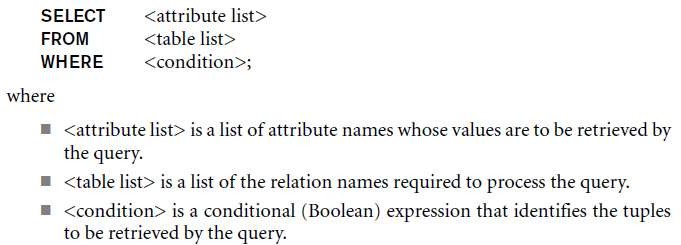 SELECT <attribute list>
FROM <table list>
WHERE <condition>;
where
■ <attribute list> is a list of attribute names whose values are to be retrieved by
the query.
■ <table list> is a list of the relation names required to process the query.
■ <condition> is a conditional (Boolean) expression that identifies the tuples
to be retrieved by the query.